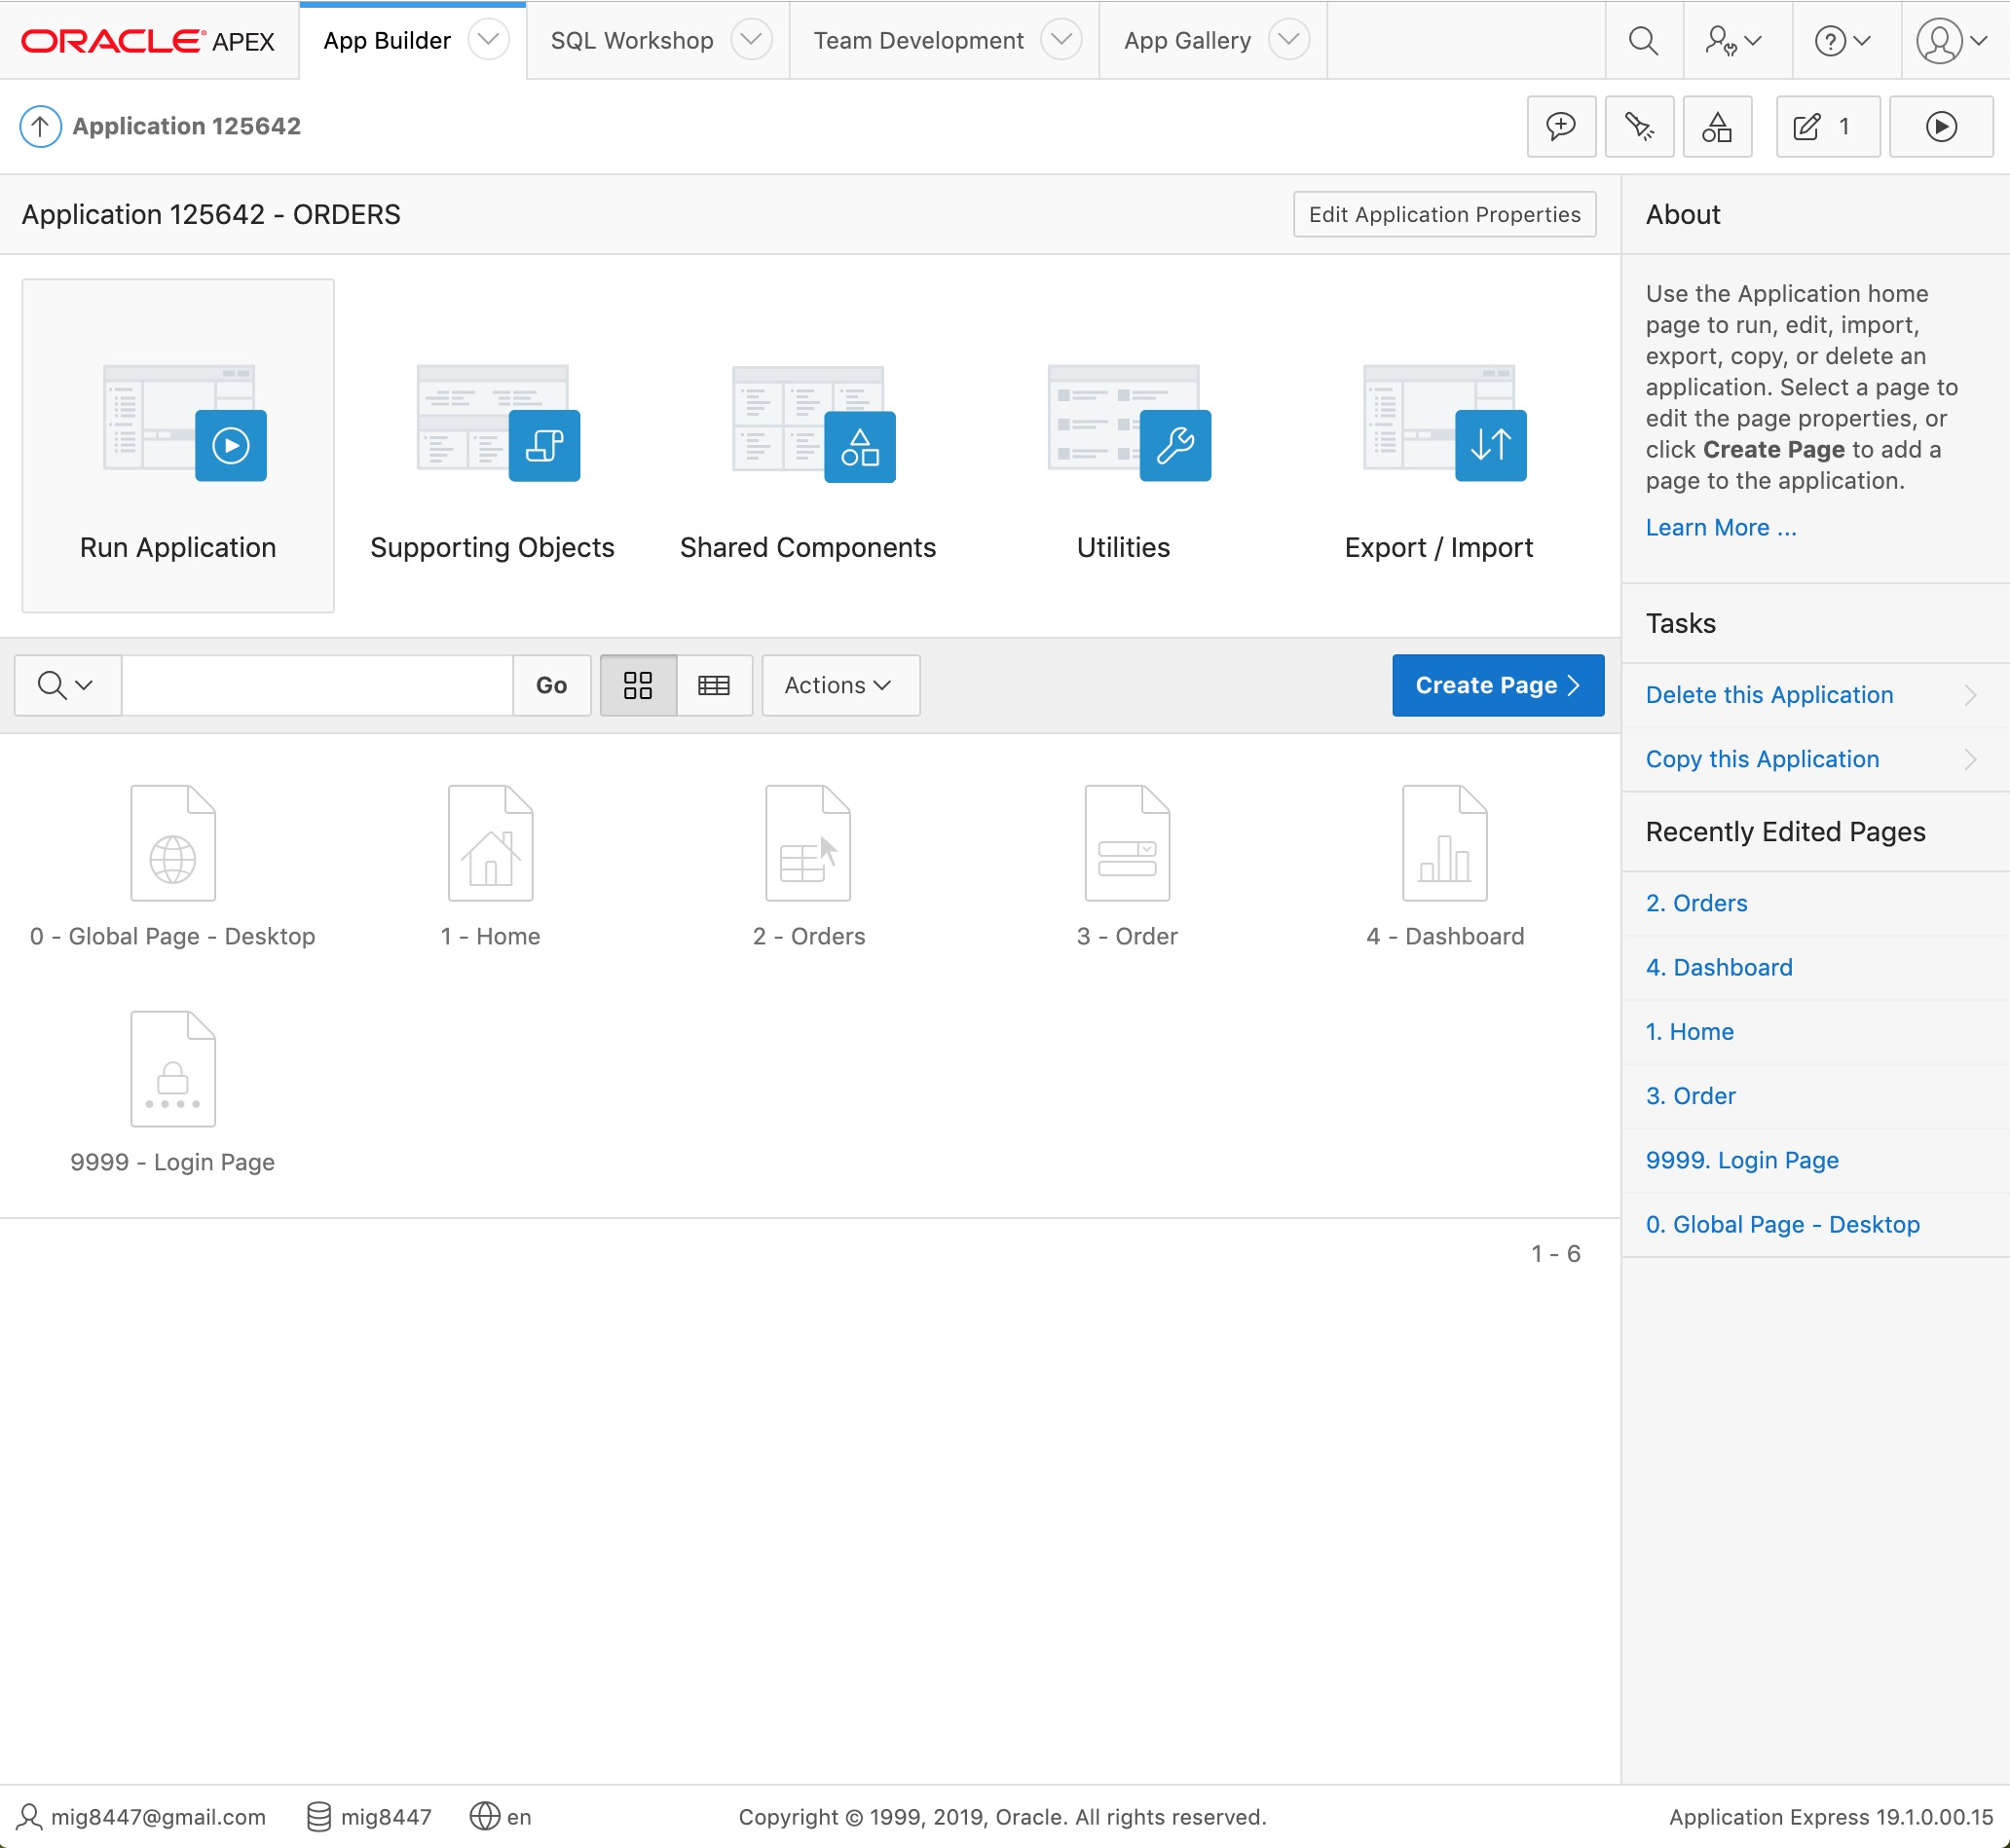 ORACLE APEX
App Builder
SQL Workshop
Team Development
App Gallery
Application 125642
1
Application 125642 - ORDERS
Edit Application Properties
Run Application
Supporting Objects
Shared Components
Utilities
Export / Import
Go
Actions
Create Page
0 - Global Page - Desktop
1 - Home
2 - Orders
3 - Order
4 - Dashboard
9999 - Login Page
1 - 6
About
Use the Application home
page to run, edit, import,
export, copy, or delete an
application. Select a page to
edit the page properties, or
click Create Page to add a
page to the application.
Learn More ...
Tasks
Delete this Application
Copy this Application
Recently Edited Pages
2. Orders
4. Dashboard
1. Home
3. Order
9999. Login Page
0. Global Page - Desktop
mig8447@gmail.com
mig8447
en
Copyright © 1999, 2019, Oracle. All rights reserved.
Application Express 19.1.0.00.15